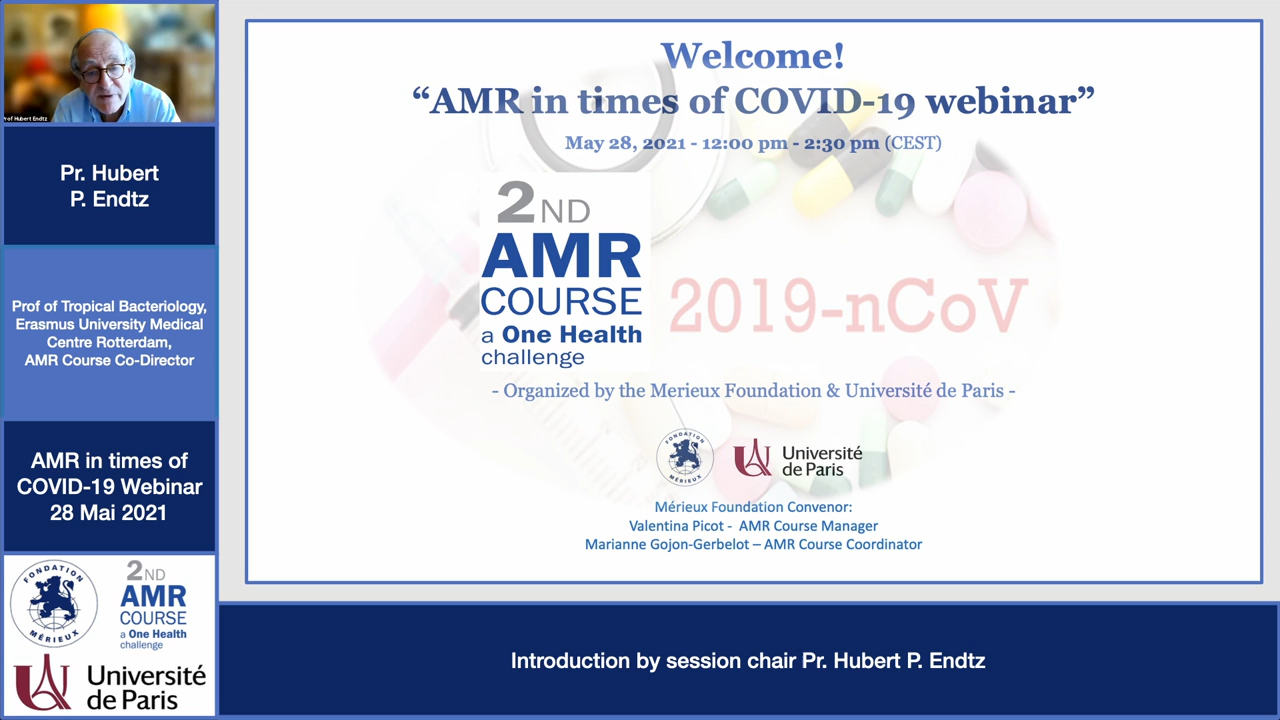 Prof Hubert Endtz
Pr. Hubert
P. Endtz
Prof of Tropical Bacteriology,
Erasmus University Medical
Centre Rotterdam,
AMR Course Co-Director
AMR in times of
COVID-19 Webinar
28 Mai 2021
FONDATION
MÉRIEUX
2ND
AMR
COURSE
a One Health
challenge
Université
de Paris
Welcome!
“AMR in times of COVID-19 webinar”
May 28, 2021 - 12:00 pm - 2:30 pm (CEST)
2ND
AMR
COURSE
a One Health
challenge
2019-nCoV
- Organized by the Merieux Foundation & Université de Paris -
FONDATION
MÉRIEUX
Université
de Paris
Mérieux Foundation Convenor:
Valentina Picot - AMR Course Manager
Marianne Gojon-Gerbelot – AMR Course Coordinator
Introduction by session chair Pr. Hubert P. Endtz